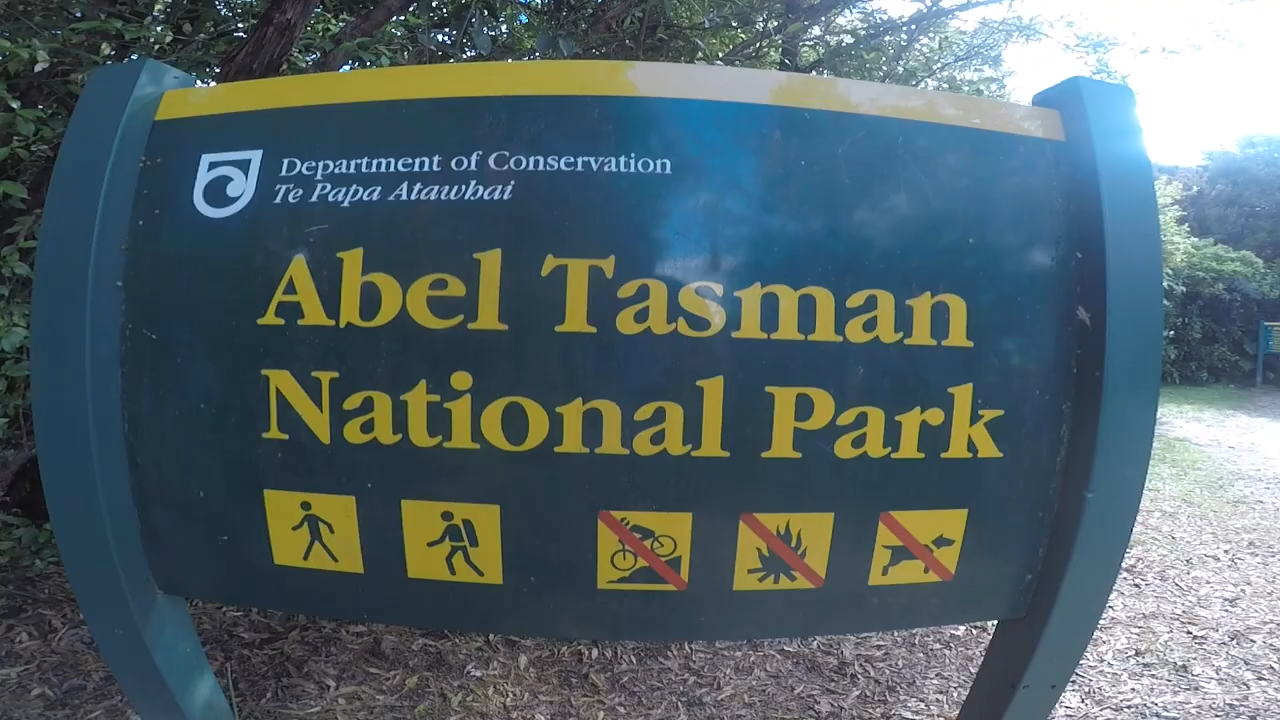 Department of Conservation
Te Papa Atawhai
Abel Tasman
National Park